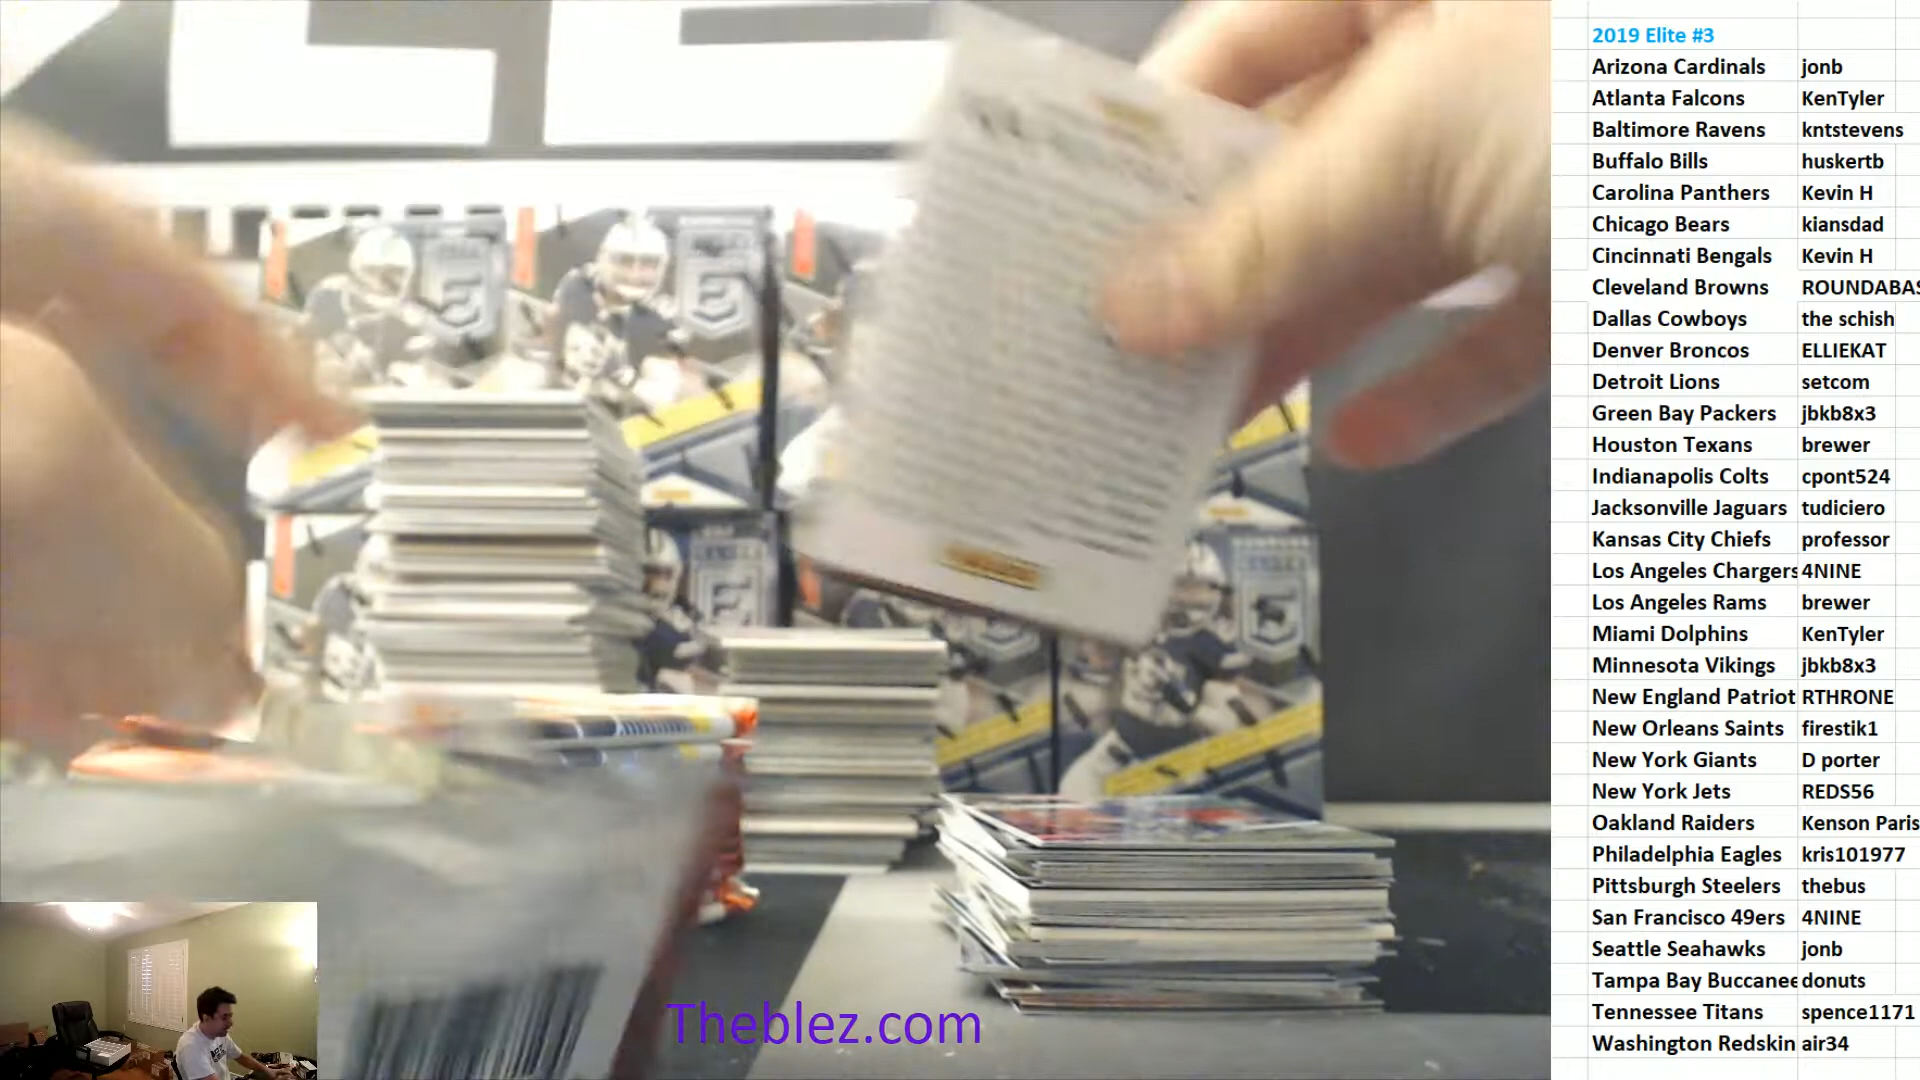 2019 Elite #3
Arizona Cardinals jonb
Atlanta Falcons KenTyler
Baltimore Ravens kntstevens
Buffalo Bills huskertb
Carolina Panthers Kevin H
Chicago Bears kiansdad
Cincinnati Bengals Kevin H
Cleveland Browns ROUNDABAS
Dallas Cowboys the schish
Denver Broncos ELLIEKAT
Detroit Lions setcom
Green Bay Packers jbkb8x3
Houston Texans brewer
Indianapolis Colts cpont524
Jacksonville Jaguars tudiciero
Kansas City Chiefs professor
Los Angeles Chargers 4NINE
Los Angeles Rams brewer
Miami Dolphins KenTyler
Minnesota Vikings jbkb8x3
New England Patriot RTHRONE
New Orleans Saints firestik1
New York Giants D porter
New York Jets REDS56
Oakland Raiders Kenson Paris
Philadelphia Eagles kris101977
Pittsburgh Steelers thebus
San Francisco 49ers 4NINE
Seattle Seahawks jonb
Tampa Bay Buccanee donuts
Tennessee Titans spence1171
Washington Redskin air34
Theblez.com